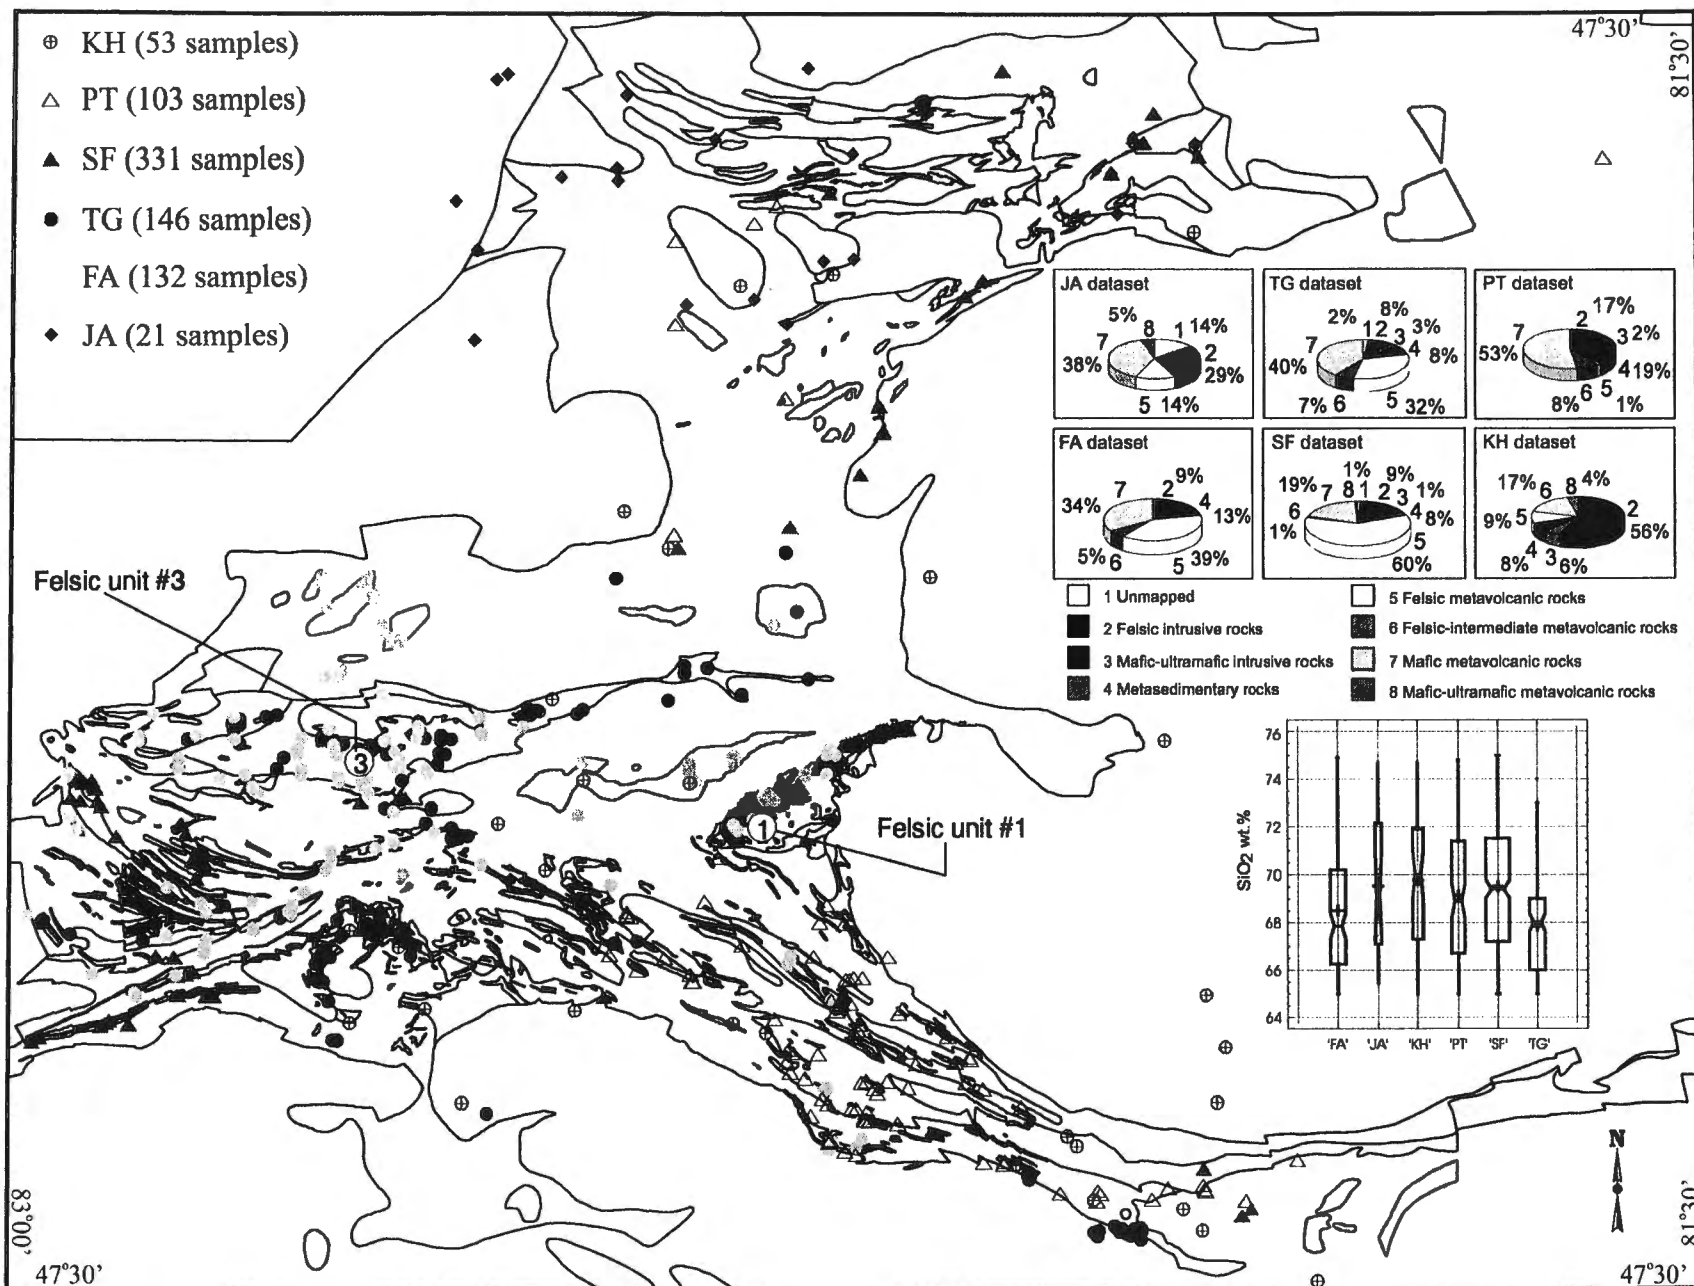 KH (53 samples)
PT (103 samples)
SF (331 samples)
TG (146 samples)
FA (132 samples)
JA (21 samples)
47°30'
81°30'
JA dataset
5% 8 1 14%
7 2
38% 29%
5 14%
TG dataset
2% 8% 3%
7 1 2 3 4
40% 8%
7% 6 5 32%
PT dataset
17%
2
7 3 2%
53% 4 19%
6 5
8% 1%
FA dataset
9%
7 2 4
34% 13%
5% 6 5 39%
SF dataset
1% 9%
19% 7 8 1 2 3 1%
6 4 8%
1% 5
60%
KH dataset
17% 6 8 4%
5 2
9% 56%
4 3
8% 6%
1 Unmapped
2 Felsic intrusive rocks
3 Mafic-ultramafic intrusive rocks
4 Metasedimentary rocks
5 Felsic metavolcanic rocks
6 Felsic-intermediate metavolcanic rocks
7 Mafic metavolcanic rocks
8 Mafic-ultramafic metavolcanic rocks
Felsic unit #3
3
1
Felsic unit #1
SiO2 wt.%
76
74
72
70
68
66
64
'FA' 'JA' 'KH' 'PT' 'SF' 'TG'
N
83°00'
47°30'
81°30'
47°30'